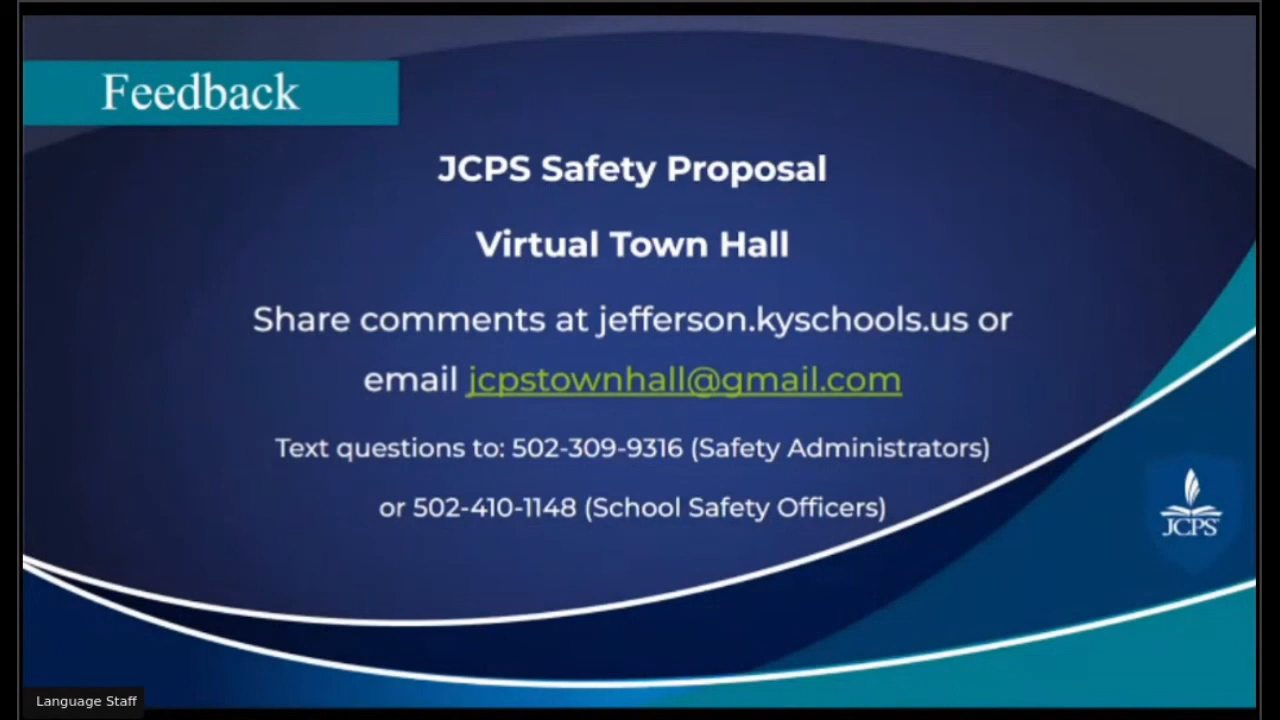 Feedback
JCPS Safety Proposal
Virtual Town Hall
Share comments at jefferson.kyschools.us or
email jcpstownhall@gmail.com
Text questions to: 502-309-9316 (Safety Administrators)
or 502-410-1148 (School Safety Officers)
JCPS
Language Staff